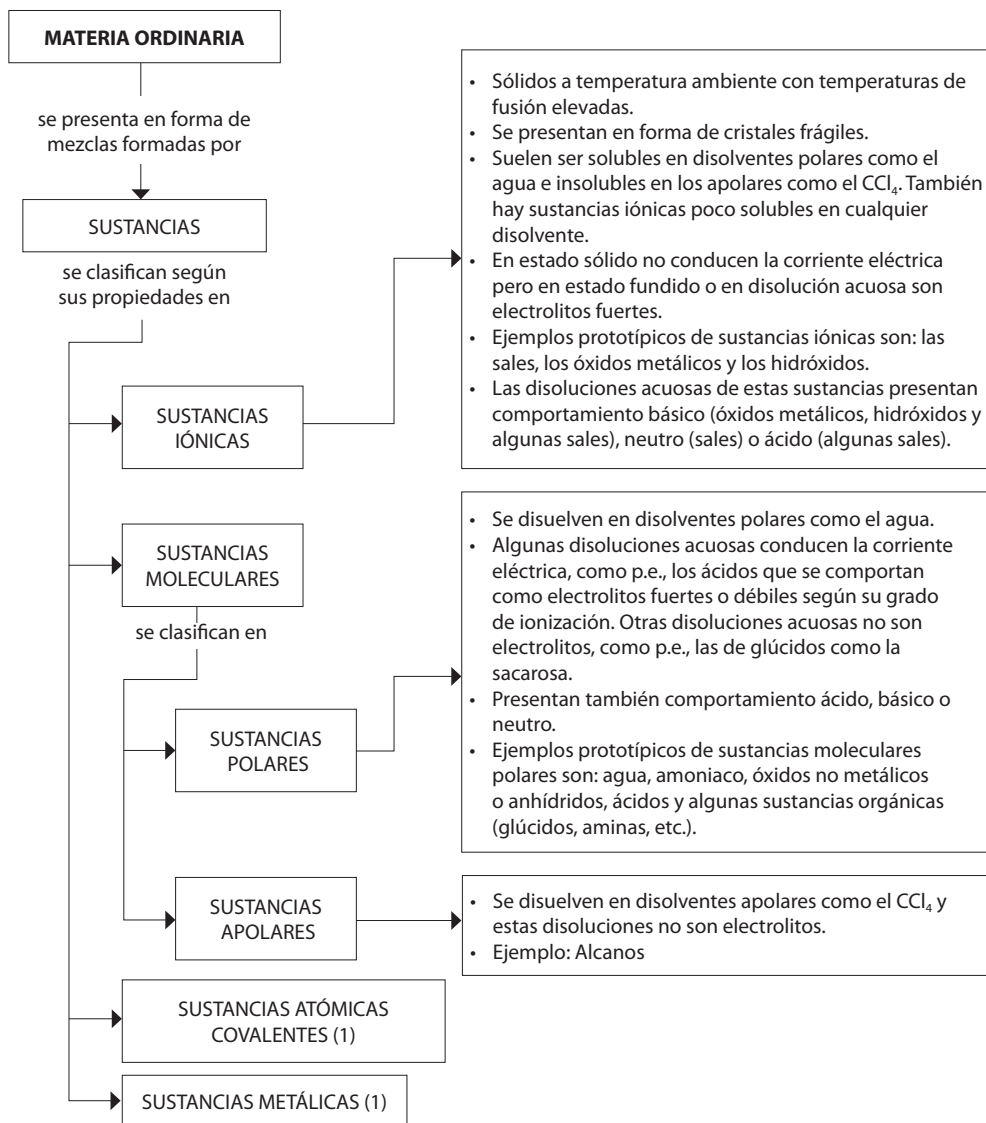 MATERIA ORDINARIA
se presenta en forma de
mezclas formadas por
SUSTANCIAS
se clasifican según
sus propiedades en
SUSTANCIAS
IÓNICAS
• Sólidos a temperatura ambiente con temperaturas de
fusión elevadas.
• Se presentan en forma de cristales frágiles.
• Suelen ser solubles en disolventes polares como el
agua e insolubles en los apolares como el CCl₄. También
hay sustancias iónicas poco solubles en cualquier
disolvente.
• En estado sólido no conducen la corriente eléctrica
pero en estado fundido o en disolución acuosa son
electrolitos fuertes.
• Ejemplos prototípicos de sustancias iónicas son: las
sales, los óxidos metálicos y los hidróxidos.
• Las disoluciones acuosas de estas sustancias presentan
comportamiento básico (óxidos metálicos, hidróxidos y
algunas sales), neutro (sales) o ácido (algunas sales).
SUSTANCIAS
MOLECULARES
se clasifican en
SUSTANCIAS
POLARES
• Se disuelven en disolventes polares como el agua.
• Algunas disoluciones acuosas conducen la corriente
eléctrica, como p.e., los ácidos que se comportan
como electrolitos fuertes o débiles según su grado
de ionización. Otras disoluciones acuosas no son
electrolitos, como p.e., las de glúcidos como la
sacarosa.
• Presentan también comportamiento ácido, básico o
neutro.
• Ejemplos prototípicos de sustancias moleculares
polares son: agua, amoniaco, óxidos no metálicos
o anhídridos, ácidos y algunas sustancias orgánicas
(glúcidos, aminas, etc.).
SUSTANCIAS
APOLARES
• Se disuelven en disolventes apolares como el CCl₄ y
estas disoluciones no son electrolitos.
• Ejemplo: Alcanos
SUSTANCIAS ATÓMICAS
COVALENTES (1)
SUSTANCIAS METÁLICAS (1)